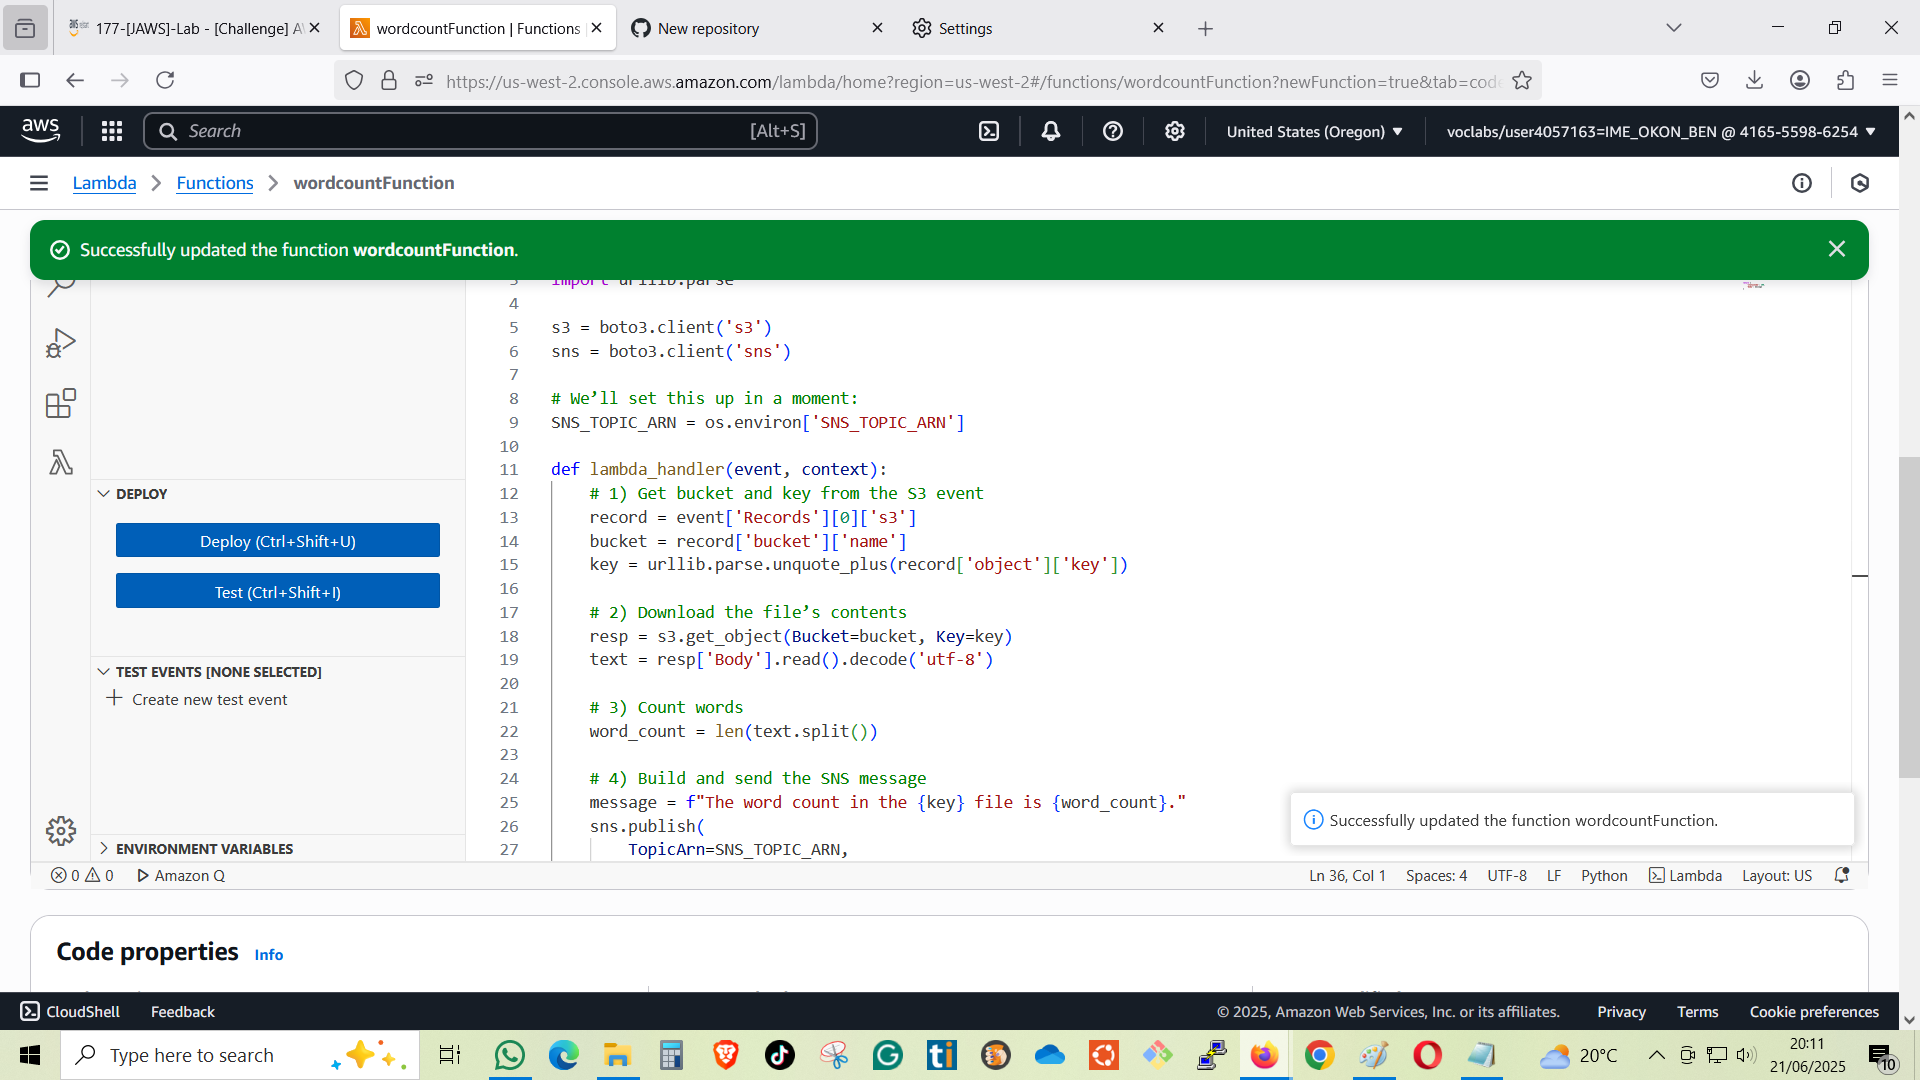 177-[JAWS]-Lab - [Challenge] A
wordcountFunction | Functions
New repository
Settings
https://us-west-2.console.aws.amazon.com/lambda/home?region=us-west-2#/functions/wordcountFunction?newFunction=true&tab=code
aws
Search
[Alt+S]
United States (Oregon)
voclabs/user4057163=IME_OKON_BEN @ 4165-5598-6254
Lambda
Functions
wordcountFunction
Successfully updated the function wordcountFunction.
3 import urllib.parse
4
5 s3 = boto3.client('s3')
6 sns = boto3.client('sns')
7
8 # We’ll set this up in a moment:
9 SNS_TOPIC_ARN = os.environ['SNS_TOPIC_ARN']
10
11 def lambda_handler(event, context):
12 # 1) Get bucket and key from the S3 event
13 record = event['Records'][0]['s3']
14 bucket = record['bucket']['name']
15 key = urllib.parse.unquote_plus(record['object']['key'])
16
17 # 2) Download the file’s contents
18 resp = s3.get_object(Bucket=bucket, Key=key)
19 text = resp['Body'].read().decode('utf-8')
20
21 # 3) Count words
22 word_count = len(text.split())
23
24 # 4) Build and send the SNS message
25 message = f"The word count in the {key} file is {word_count}."
26 sns.publish(
27 TopicArn=SNS_TOPIC_ARN,
DEPLOY
Deploy (Ctrl+Shift+U)
Test (Ctrl+Shift+I)
TEST EVENTS [NONE SELECTED]
Create new test event
ENVIRONMENT VARIABLES
Successfully updated the function wordcountFunction.
0 0 Amazon Q
Ln 36, Col 1 Spaces: 4 UTF-8 LF Python Lambda Layout: US
Code properties Info
CloudShell Feedback
© 2025, Amazon Web Services, Inc. or its affiliates. Privacy Terms Cookie preferences
Type here to search
20°C
20:11
21/06/2025
10